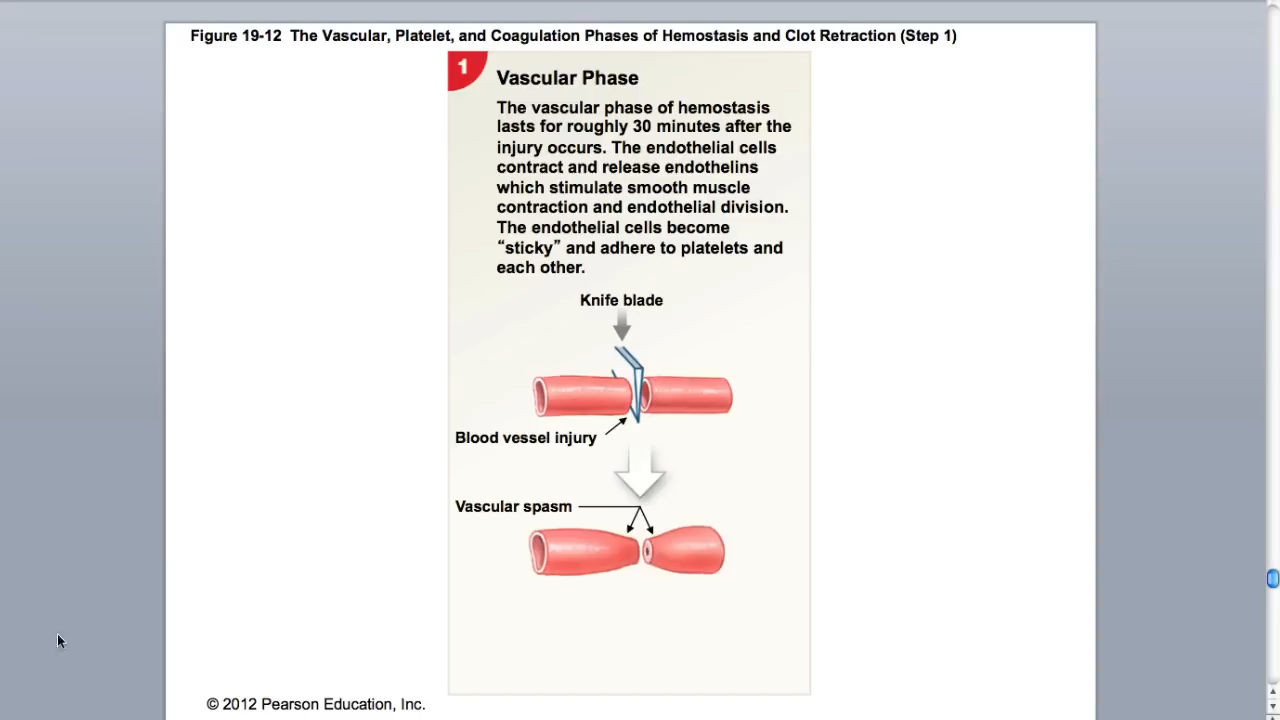 Figure 19-12 The Vascular, Platelet, and Coagulation Phases of Hemostasis and Clot Retraction (Step 1)
1
Vascular Phase
The vascular phase of hemostasis
lasts for roughly 30 minutes after the
injury occurs. The endothelial cells
contract and release endothelins
which stimulate smooth muscle
contraction and endothelial division.
The endothelial cells become
“sticky” and adhere to platelets and
each other.
Knife blade
Blood vessel injury
Vascular spasm
© 2012 Pearson Education, Inc.